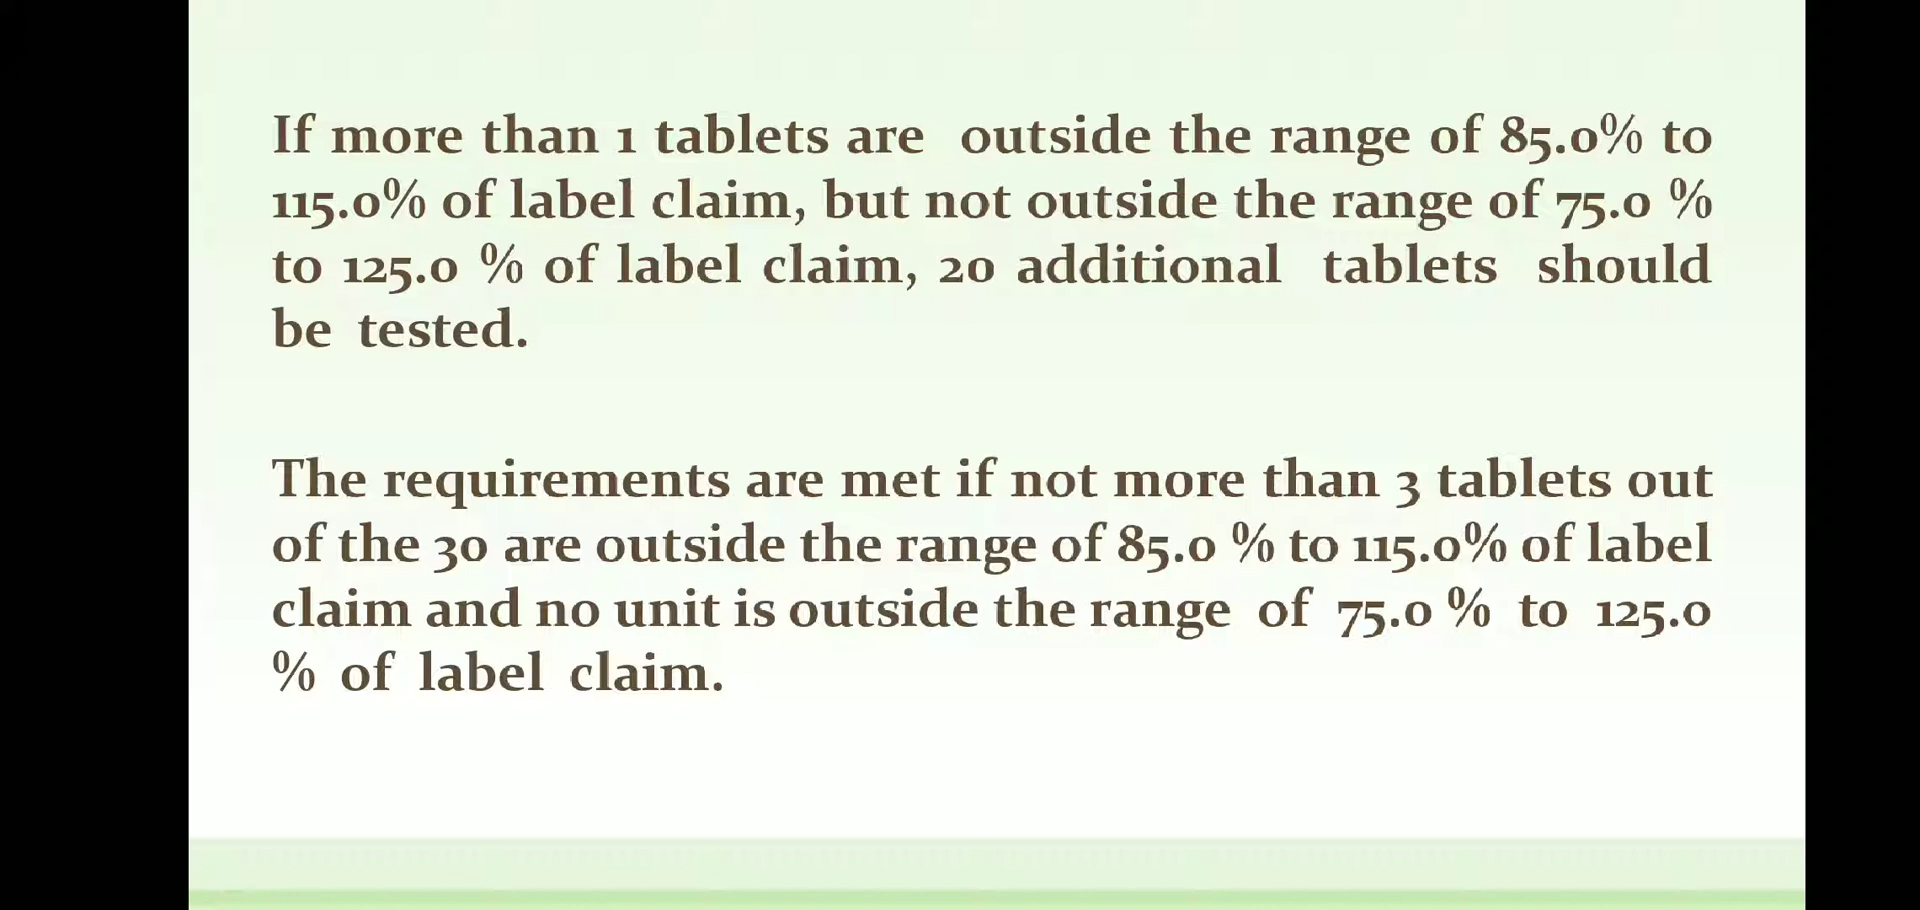 If more than 1 tablets are outside the range of 85.0% to
115.0% of label claim, but not outside the range of 75.0 %
to 125.0 % of label claim, 20 additional tablets should
be tested.
The requirements are met if not more than 3 tablets out
of the 30 are outside the range of 85.0 % to 115.0% of label
claim and no unit is outside the range of 75.0 % to 125.0
% of label claim.